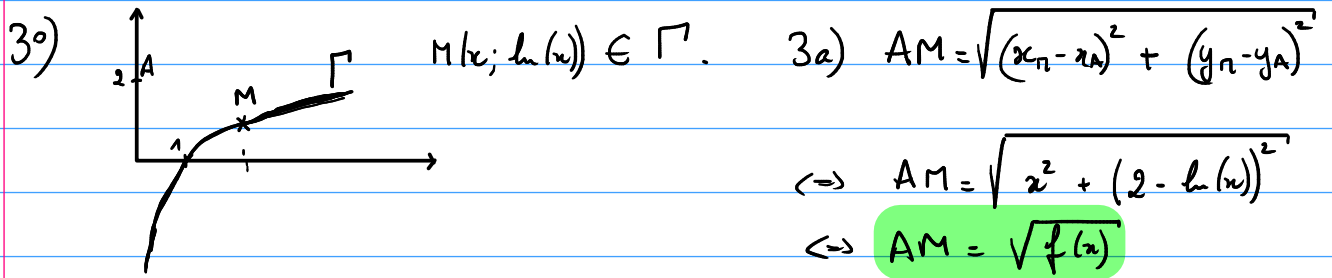 3°)
2 A
M
Γ
1
M(x; ln(x)) ∈ Γ.
3a) AM = √((x_M - x_A)² + (y_M - y_A)²)
<=> AM = √(x² + (2 - ln(x))²)
<=> AM = √f(x)